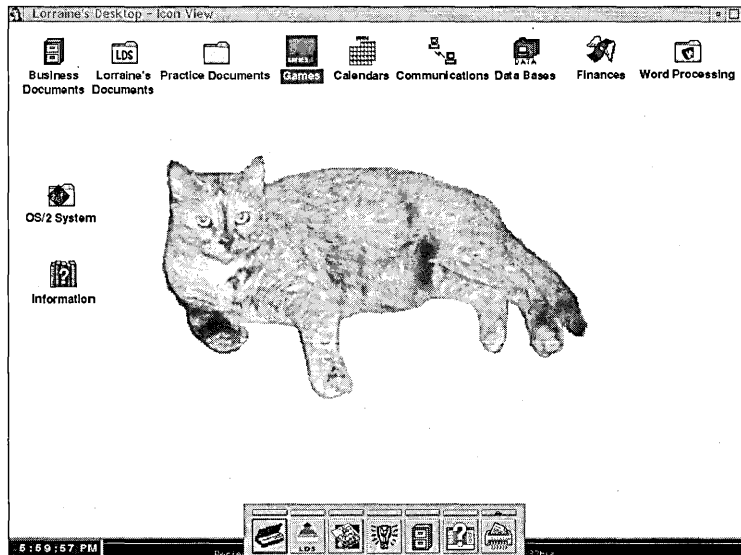 Lorraine's Desktop - Icon View
LDS
GAMES
DATA
Business Documents
Lorraine's Documents
Practice Documents
Games
Calendars
Communications
Data Bases
Finances
Word Processing
OS/2 System
Information
LDS
5:59:57 PM